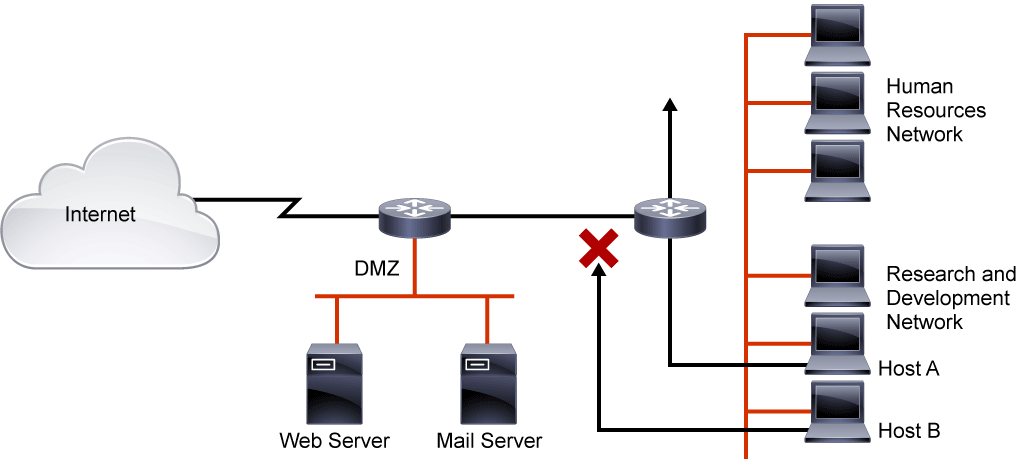 Human
Resources
Network
Internet
DMZ
Research and
Development
Network
Host A
Host B
Web Server
Mail Server